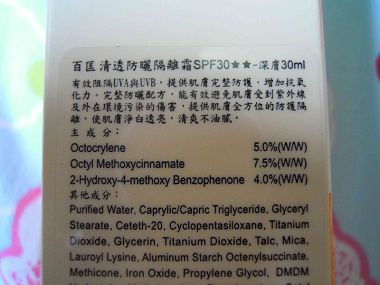 百匡清透防曬隔離霜SPF30★★-深膚30ml
有效阻隔UVA與UVB，提供肌膚完整防護，增加抗氧
化力。完整防曬配方，能有效避免肌膚受到紫外線
及外在環境污染的傷害，提供肌膚全方位的防護隔
離，使肌膚淨白透亮，清爽不油膩。
主 成 分：
Octocrylene 5.0%(W/W)
Octyl Methoxycinnamate 7.5%(W/W)
2-Hydroxy-4-methoxy Benzophenone 4.0%(W/W)
其他成分：
Purified Water, Caprylic/Capric Triglyceride, Glyceryl
Stearate, Ceteth-20, Cyclopentasiloxane, Titanium
Dioxide, Glycerin, Titanium Dioxide, Talc, Mica,
Lauroyl Lysine, Aluminum Starch Octenylsuccinate,
Methicone, Iron Oxide, Propylene Glycol, DMDM